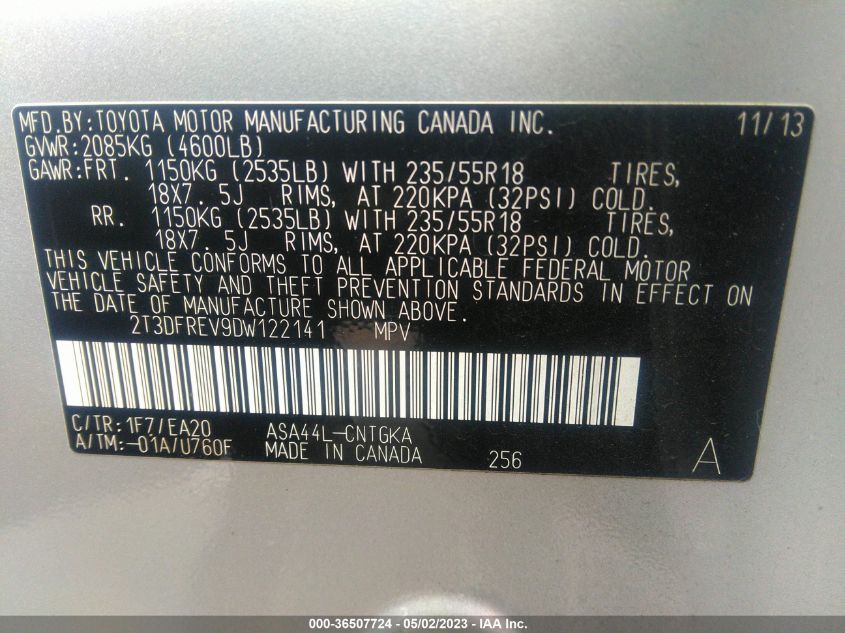 MFD.BY:TOYOTA MOTOR MANUFACTURING CANADA INC. 11/13
GVWR:2085KG (4600LB)
GAWR:FRT. 1150KG (2535LB) WITH 235/55R18 TIRES,
18X7.5J RIMS, AT 220KPA (32PSI) COLD.
RR. 1150KG (2535LB) WITH 235/55R18 TIRES,
18X7.5J RIMS, AT 220KPA (32PSI) COLD.
THIS VEHICLE CONFORMS TO ALL APPLICABLE FEDERAL MOTOR
VEHICLE SAFETY AND THEFT PREVENTION STANDARDS IN EFFECT ON
THE DATE OF MANUFACTURE SHOWN ABOVE.
2T3DFREV9DW122141 MPV
C/TR:1F7/EA20 ASA44L-CNTGKA
A/TM:-01A/U760F MADE IN CANADA 256 A
000-36507724 - 05/02/2023 - IAA Inc.